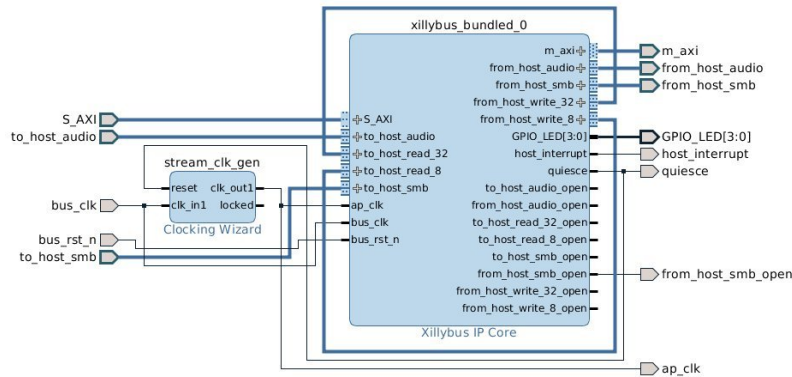 xillybus_bundled_0
m_axi
m_axi
from_host_audio
from_host_audio
from_host_smb
from_host_smb
from_host_write_32
S_AXI
S_AXI
from_host_write_8
to_host_audio
to_host_audio
GPIO_LED[3:0]
GPIO_LED[3:0]
to_host_read_32
host_interrupt
host_interrupt
stream_clk_gen
to_host_read_8
quiesce
quiesce
reset
clk_out1
to_host_smb
to_host_audio_open
bus_clk
clk_in1
locked
ap_clk
from_host_audio_open
Clocking Wizard
bus_clk
to_host_read_32_open
bus_rst_n
bus_rst_n
to_host_read_8_open
to_host_smb
to_host_smb_open
from_host_smb_open
from_host_smb_open
from_host_write_32_open
from_host_write_8_open
Xillybus IP Core
ap_clk